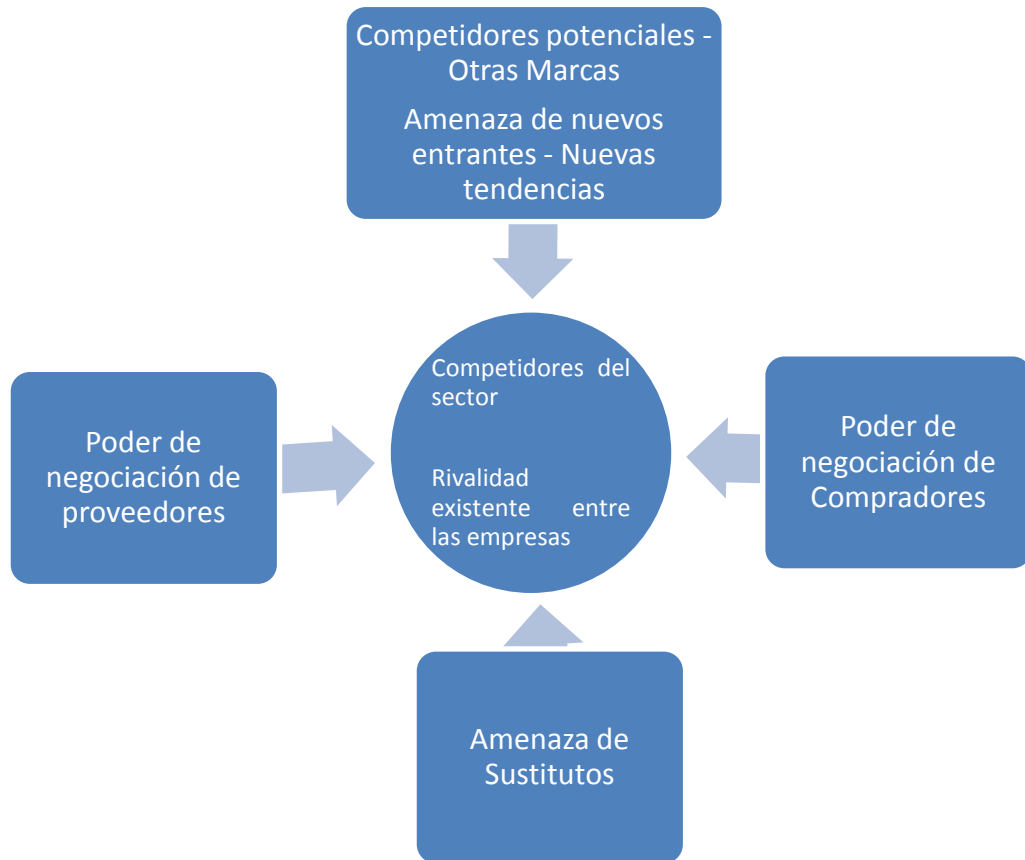 Competidores potenciales -
Otras Marcas
Amenaza de nuevos
entrantes - Nuevas
tendencias
Competidores del
sector
Rivalidad
existente entre
las empresas
Poder de
negociación de
proveedores
Poder de
negociación de
Compradores
Amenaza de
Sustitutos